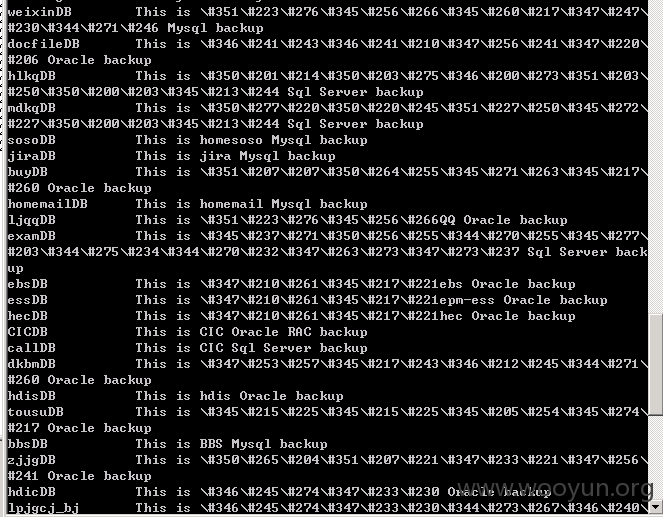 weixinDB This is \#351\#223\#276\#345\#256\#266\#345\#260\#217\#347\#247\
#230\#344\#271\#246 Mysql backup
docfileDB This is \#346\#241\#243\#346\#241\#210\#347\#256\#241\#347\#220\
#206 Oracle backup
hlkqDB This is \#350\#201\#214\#350\#203\#275\#346\#200\#273\#351\#203\
#250\#350\#200\#203\#345\#213\#244 Sql Server backup
mdkqDB This is \#350\#277\#220\#350\#220\#245\#351\#227\#250\#345\#272\
#227\#350\#200\#203\#345\#213\#244 Sql Server backup
sosoDB This is homesoso Mysql backup
jiraDB This is jira Mysql backup
buyDB This is \#351\#207\#207\#350\#264\#255\#345\#271\#263\#345\#217\
#260 Oracle backup
homemailDB This is homemail Mysql backup
ljqqDB This is \#351\#223\#276\#345\#256\#266QQ Oracle backup
examDB This is \#345\#237\#271\#350\#256\#255\#344\#270\#255\#345\#277\
#203\#344\#275\#234\#344\#270\#232\#347\#263\#273\#347\#273\#237 Sql Server back
up
ebsDB This is \#347\#210\#261\#345\#217\#221ebs Oracle backup
essDB This is \#347\#210\#261\#345\#217\#221epm-ess Oracle backup
hecDB This is \#347\#210\#261\#345\#217\#221hec Oracle backup
CICDB This is CIC Oracle RAC backup
callDB This is CIC Sql Server backup
dkbmDB This is \#347\#253\#257\#345\#217\#243\#346\#212\#245\#344\#271\
#260 Oracle backup
hdisDB This is hdis Oracle backup
tousuDB This is \#345\#215\#225\#345\#215\#225\#345\#205\#254\#345\#274\
#217 Oracle backup
bbsDB This is BBS Mysql backup
zjjgDB This is \#350\#265\#204\#351\#207\#221\#347\#233\#221\#347\#256\
#241 Oracle backup
hdicDB This is \#346\#245\#274\#347\#233\#230 Oracle backup
lpjgcj_bj This is \#346\#245\#274\#347\#233\#230\#344\#273\#267\#346\#240\
www.wooyun.org